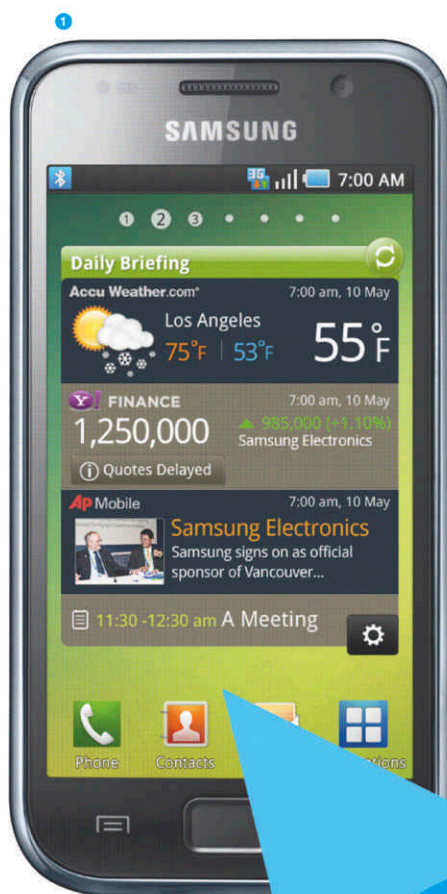 1
SAMSUNG
3G 7:00 AM
1 2 3
Daily Briefing
Accu Weather.com® 7:00 am, 10 May
Los Angeles
75°F | 53°F 55°F
Y! FINANCE 7:00 am, 10 May
1,250,000 ▲ 985,000 (+1.10%)
Samsung Electronics
Quotes Delayed
AP Mobile 7:00 am, 10 May
Samsung Electronics
Samsung signs on as official
sponsor of Vancouver...
11:30 -12:30 am A Meeting
Phone Contacts